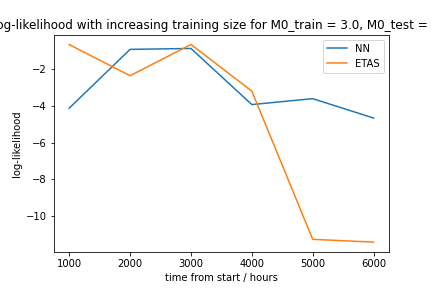 og-likelihood with increasing training size for M0_train = 3.0, M0_test =
NN
ETAS
−2
−4
−6
−8
−10
log-likelihood
1000 2000 3000 4000 5000 6000
time from start / hours